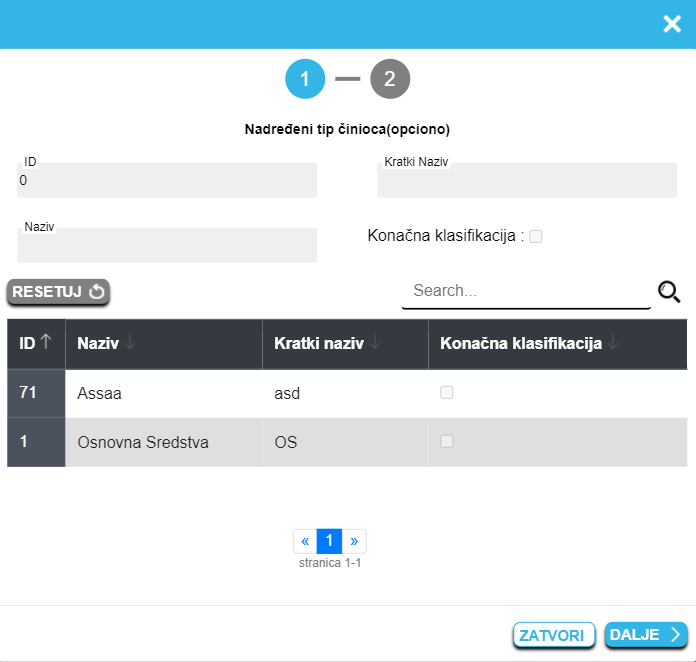 1 2
Nadređeni tip činioca(opciono)
ID Kratki Naziv
0
Naziv
Konačna klasifikacija :
RESETUJ Search...
ID Naziv Kratki naziv Konačna klasifikacija
71 Assaa asd
1 Osnovna Sredstva OS
« 1 »
stranica 1-1
ZATVORI DALJE